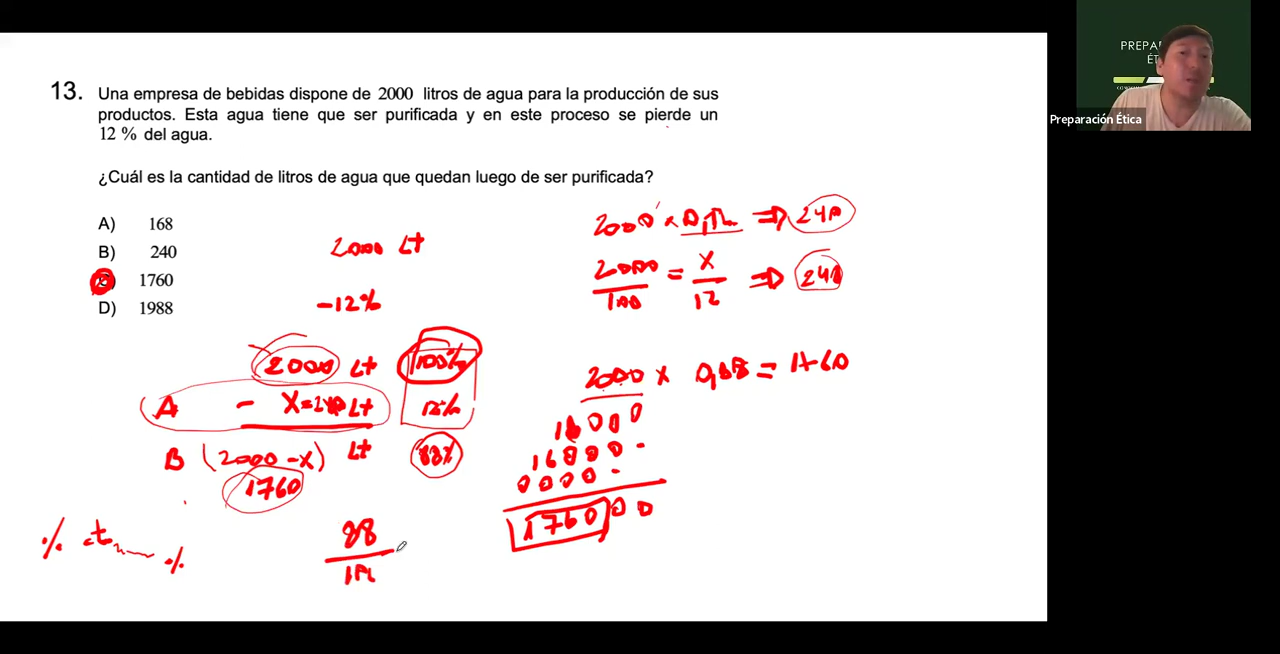 13. Una empresa de bebidas dispone de 2000 litros de agua para la producción de sus
productos. Esta agua tiene que ser purificada y en este proceso se pierde un
12 % del agua.
¿Cuál es la cantidad de litros de agua que quedan luego de ser purificada?
A) 168
B) 240
C) 1760
D) 1988
2000 Lt
-12%
2000 Lt 100%
A - X=240 Lt 12%
B (2000-X) Lt 88%
1760
2000 × 0,12 ⇒ 240
2000/100 = X/12 ⇒ 240
2000 × 0,88 = 1760
16000
16000
0000
176000
88
%
%
PREPA
ÉT
Preparación Ética